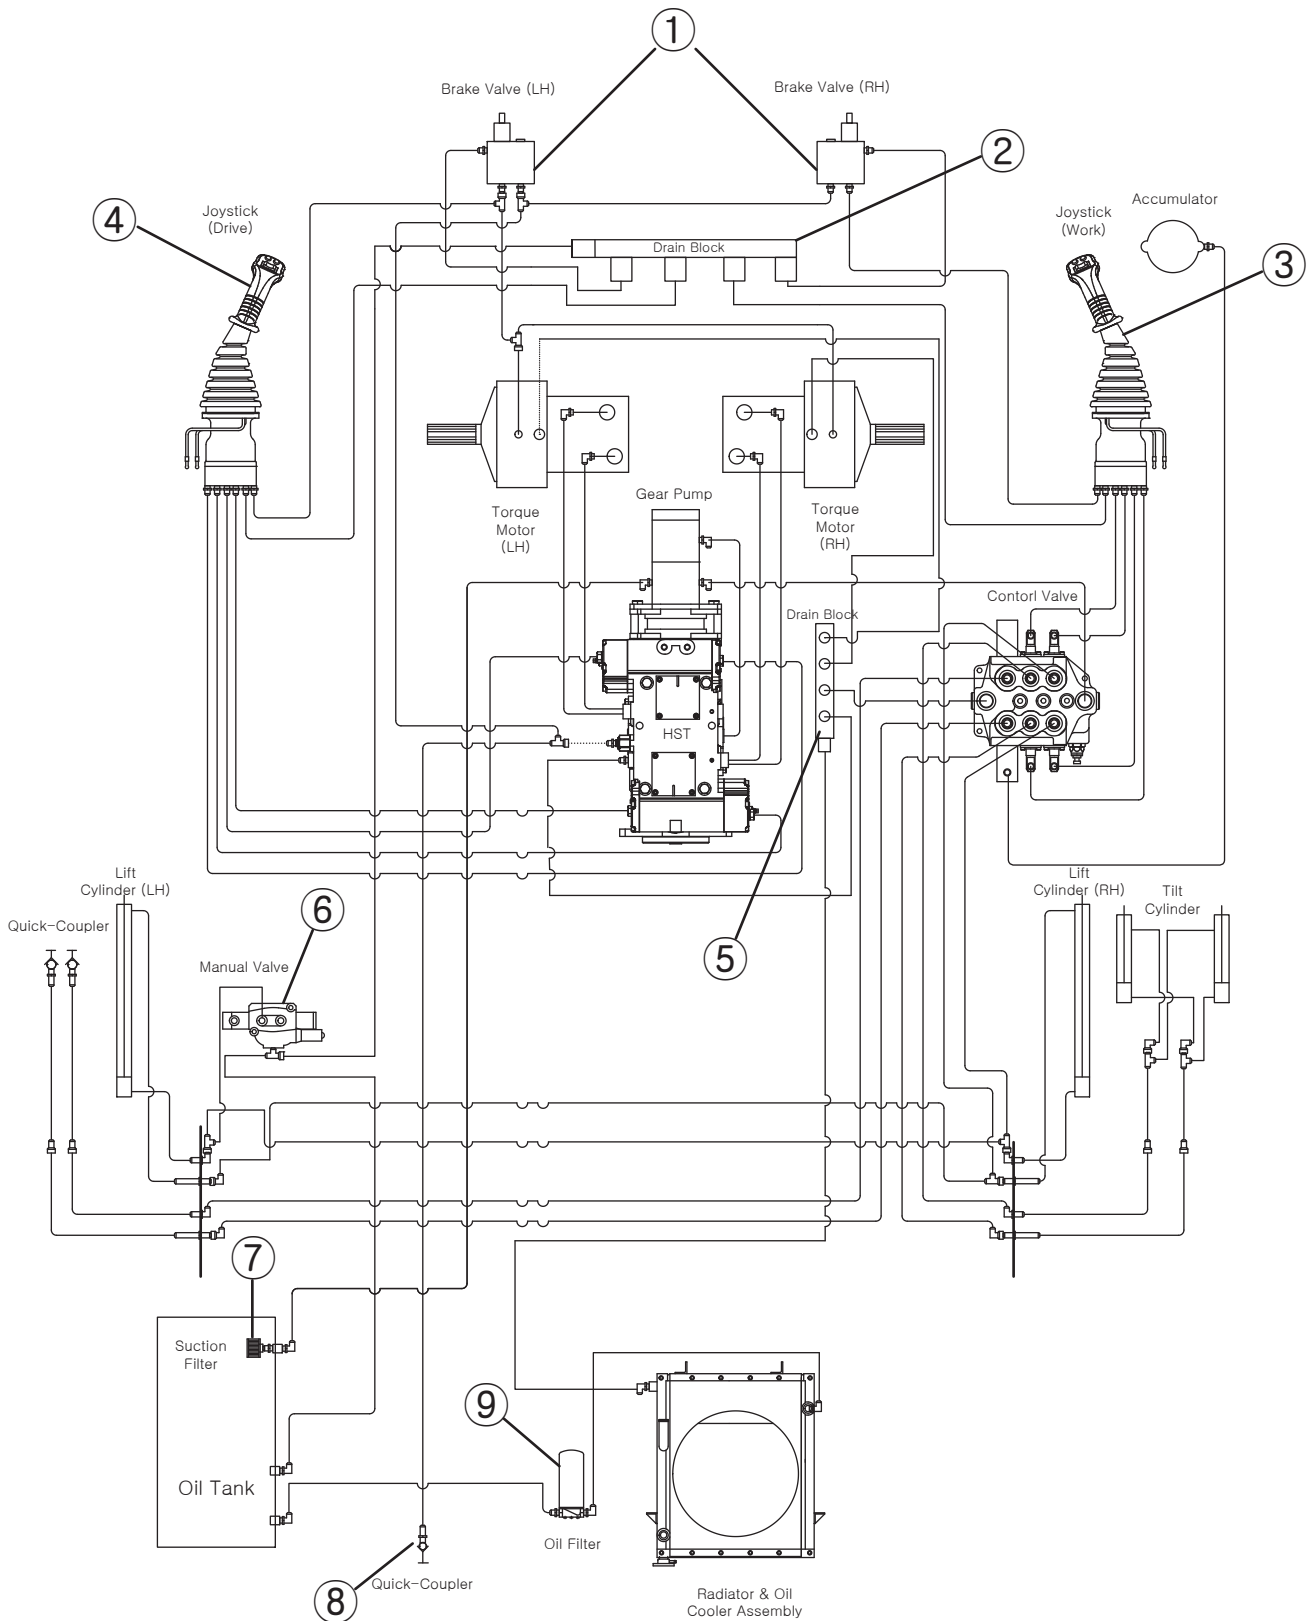 1
Brake Valve (LH)
Brake Valve (RH)
2
4
Joystick
(Drive)
Drain Block
Joystick
(Work)
Accumulator
3
Gear Pump
Torque
Motor
(LH)
Torque
Motor
(RH)
Contorl Valve
Drain Block
HST
Lift
Cylinder (LH)
Lift
Cylinder (RH)
Tilt
Cylinder
6
Quick-Coupler
5
Manual Valve
7
Suction
Filter
9
Oil Tank
Oil Filter
8
Quick-Coupler
Radiator & Oil
Cooler Assembly